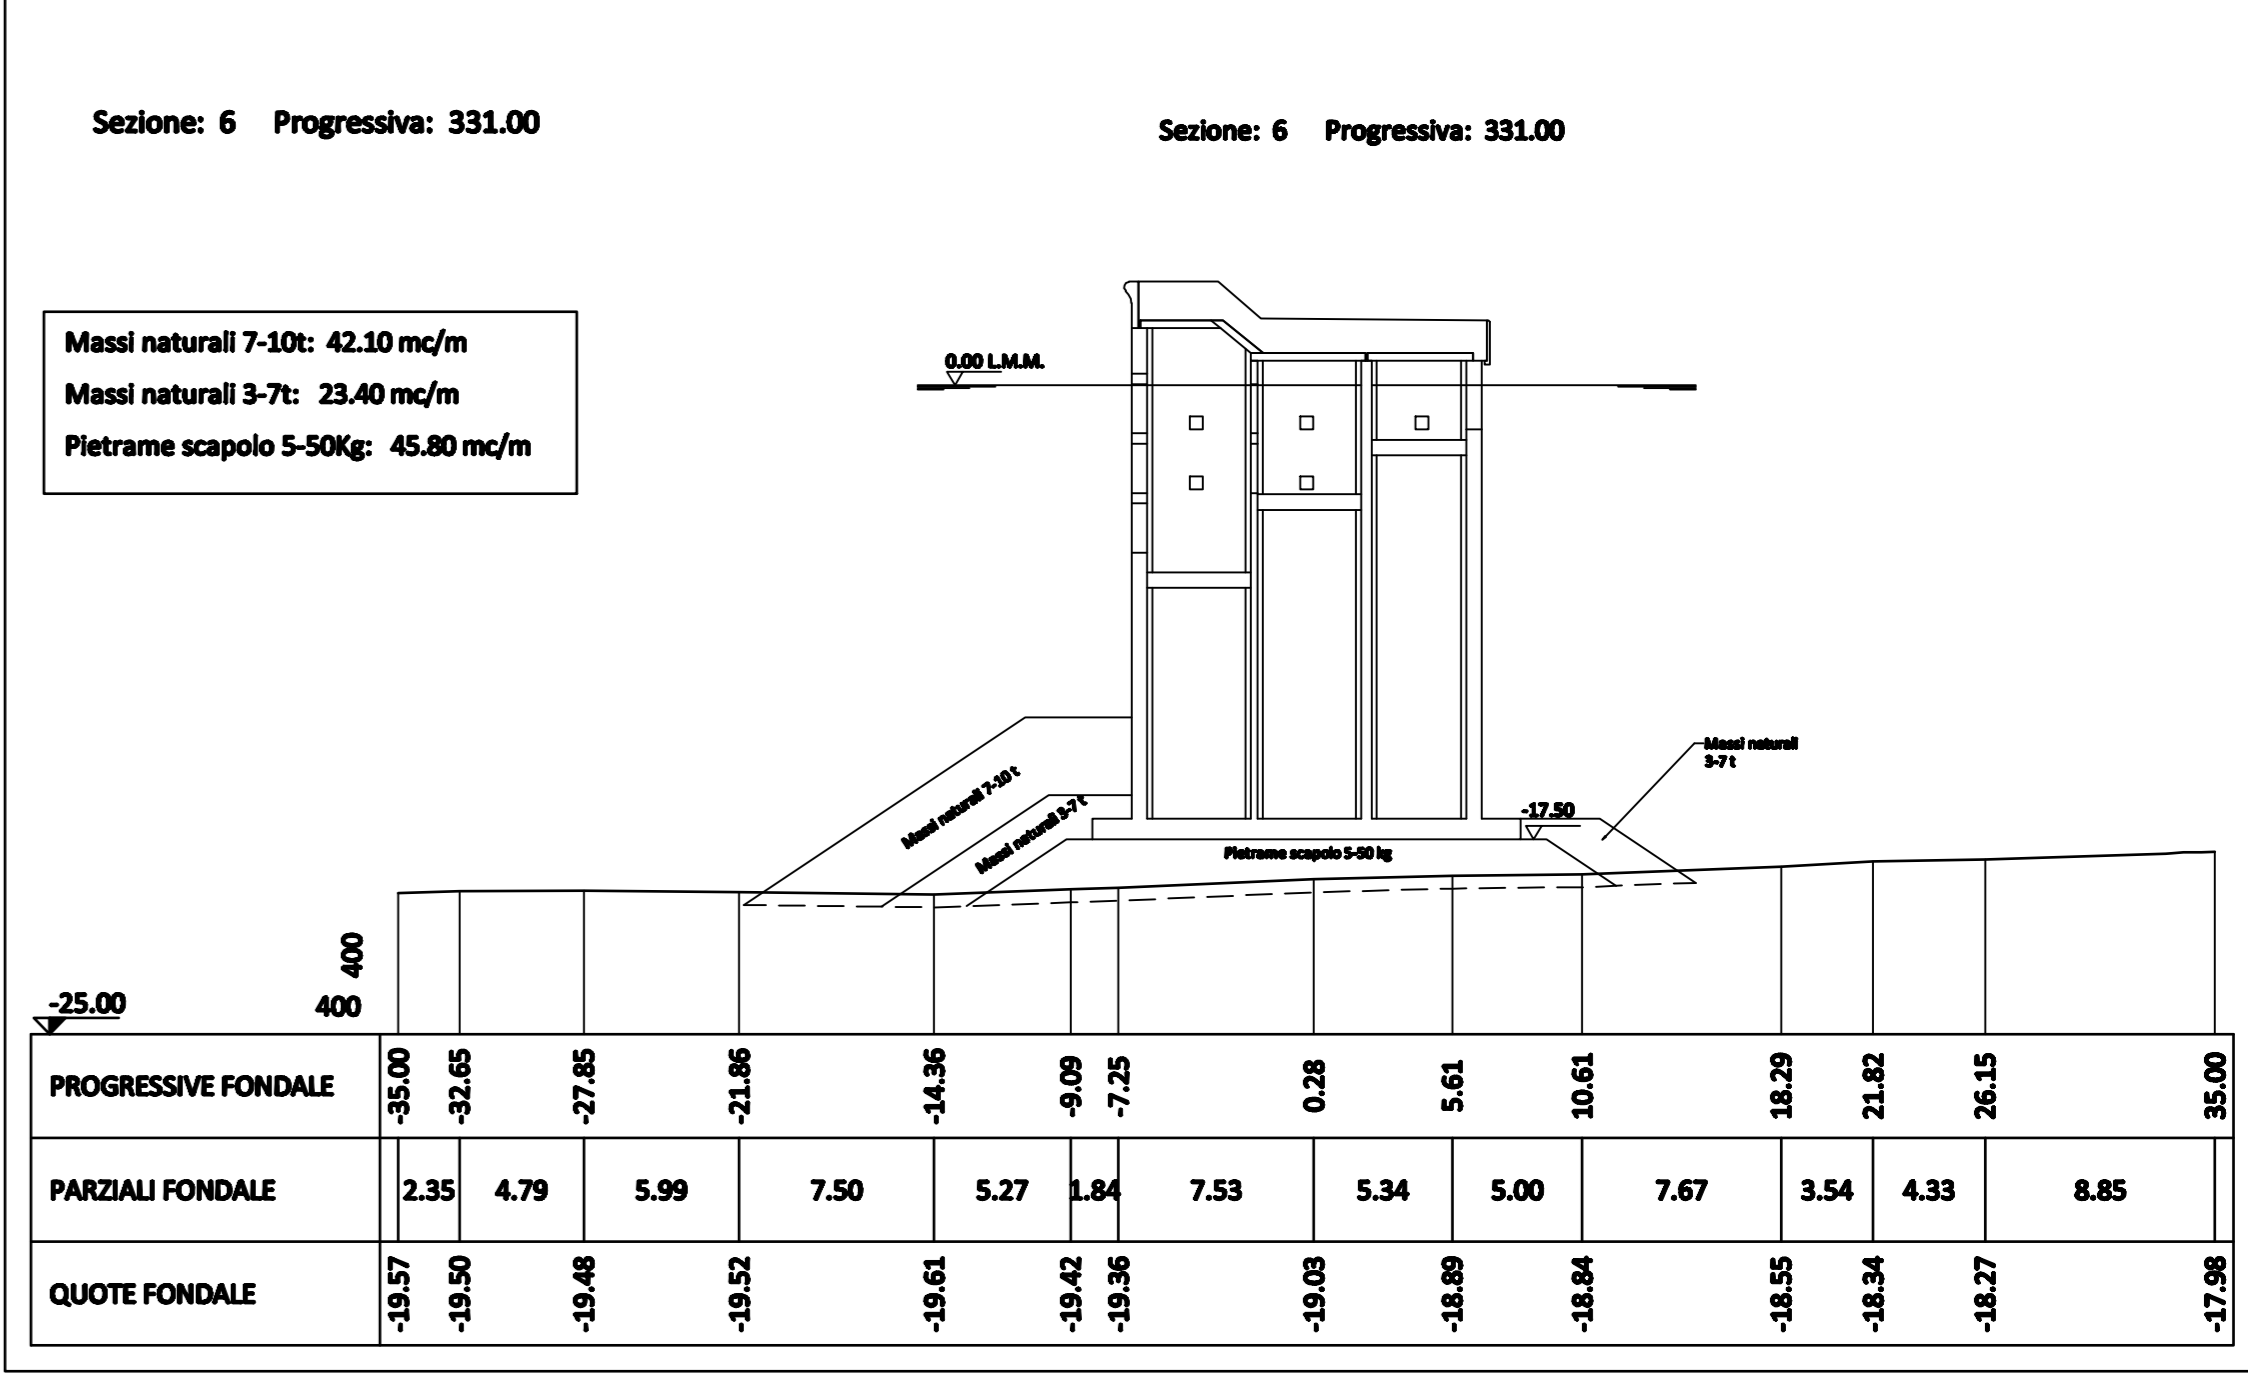 Sezione: 6 Progressiva: 331.00
Sezione: 6 Progressiva: 331.00
Massi naturali 7-10t: 42.10 mc/m
Massi naturali 3-7t: 23.40 mc/m
Pietrame scapolo 5-50Kg: 45.80 mc/m
0.00 L.M.M.
Massi naturali 7-10 t
Massi naturali 3-7 t
Massi naturali
3-7 t
-17.50
Pietrame scapolo 5-50 kg
400
400
-25.00
PROGRESSIVE FONDALE -35.00 -32.65 -27.85 -21.86 -14.36 -9.09 -7.25 0.28 5.61 10.61 18.29 21.82 26.15 35.00
PARZIALI FONDALE 2.35 4.79 5.99 7.50 5.27 1.84 7.53 5.34 5.00 7.67 3.54 4.33 8.85
QUOTE FONDALE -19.57 -19.50 -19.48 -19.52 -19.61 -19.42 -19.36 -19.03 -18.89 -18.84 -18.55 -18.34 -18.27 -17.98